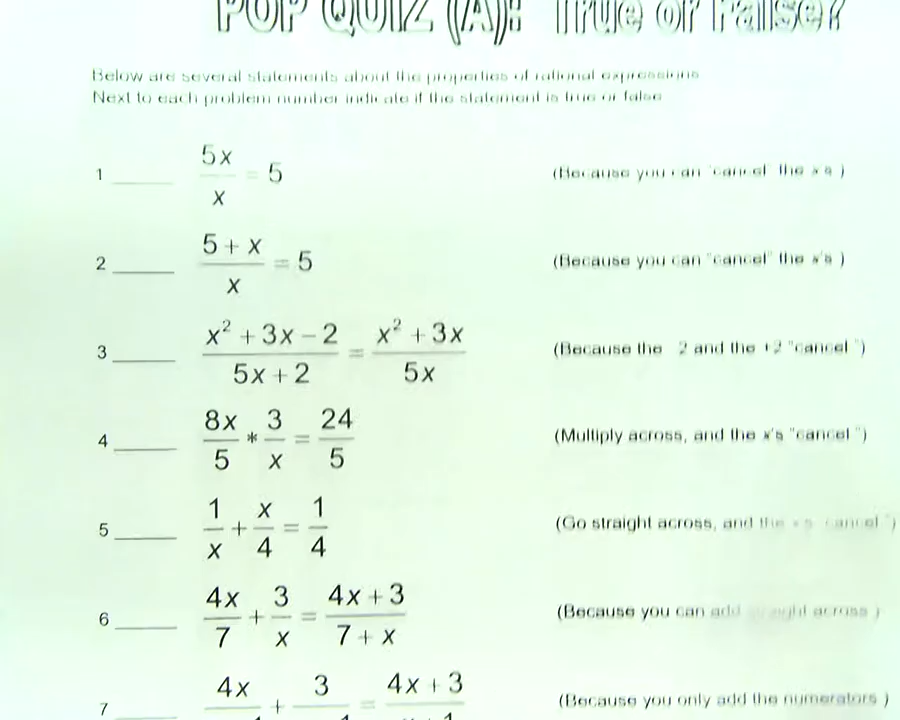 POP QUIZ (A): True or False?
Below are several statements about the properties of rational expressions
Next to each problem number indicate if the statement is true or false
1 ____ 5x/x = 5 (Because you can "cancel" the x's)
2 ____ (5 + x)/x = 5 (Because you can "cancel" the x's)
3 ____ (x² + 3x − 2)/(5x + 2) = (x² + 3x)/5x (Because the 2 and the +2 "cancel")
4 ____ 8x/5 * 3/x = 24/5 (Multiply across, and the x's "cancel")
5 ____ 1/x + x/4 = 1/4 (Go straight across, and the x's cancel")
6 ____ 4x/7 + 3/x = (4x + 3)/(7 + x) (Because you can add straight across)
7 ____ 4x + 3 = 4x + 3 (Because you only add the numerators)